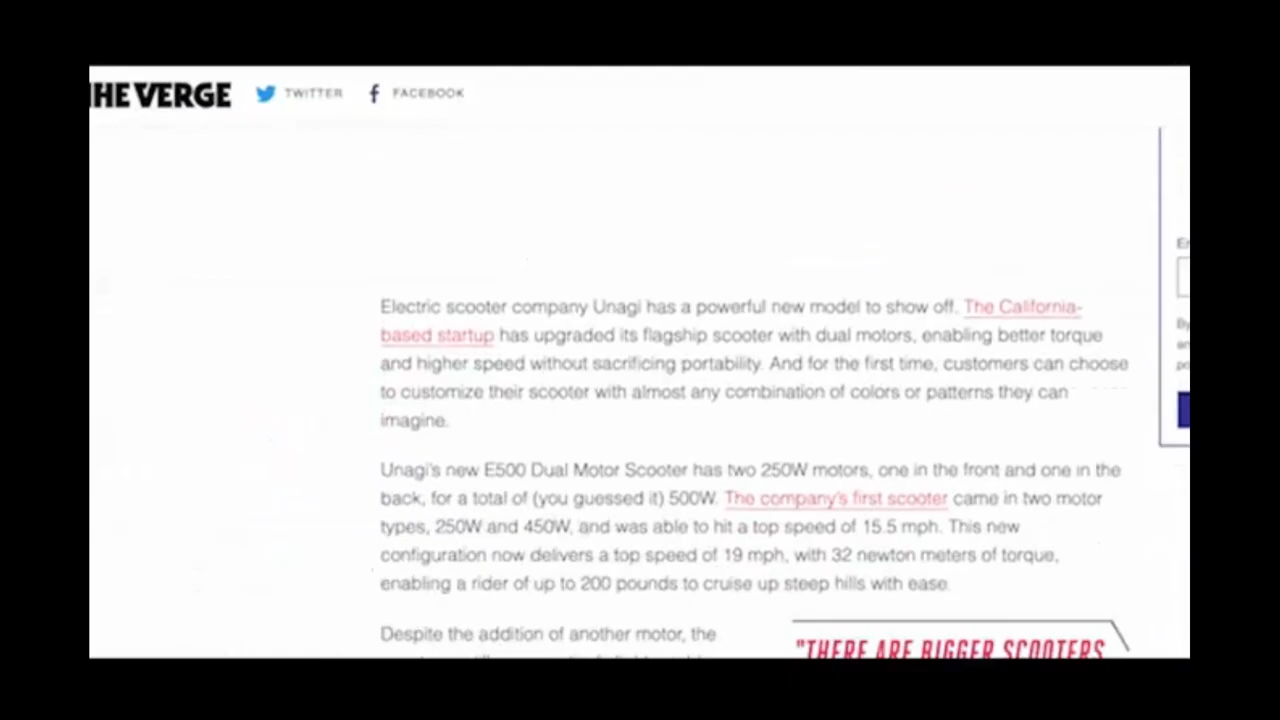 THE VERGE TWITTER FACEBOOK
Electric scooter company Unagi has a powerful new model to show off. The California-
based startup has upgraded its flagship scooter with dual motors, enabling better torque
and higher speed without sacrificing portability. And for the first time, customers can choose
to customize their scooter with almost any combination of colors or patterns they can
imagine.
Unagi's new E500 Dual Motor Scooter has two 250W motors, one in the front and one in the
back, for a total of (you guessed it) 500W. The company's first scooter came in two motor
types, 250W and 450W, and was able to hit a top speed of 15.5 mph. This new
configuration now delivers a top speed of 19 mph, with 32 newton meters of torque,
enabling a rider of up to 200 pounds to cruise up steep hills with ease.
Despite the addition of another motor, the
"THERE ARE BIGGER SCOOTERS